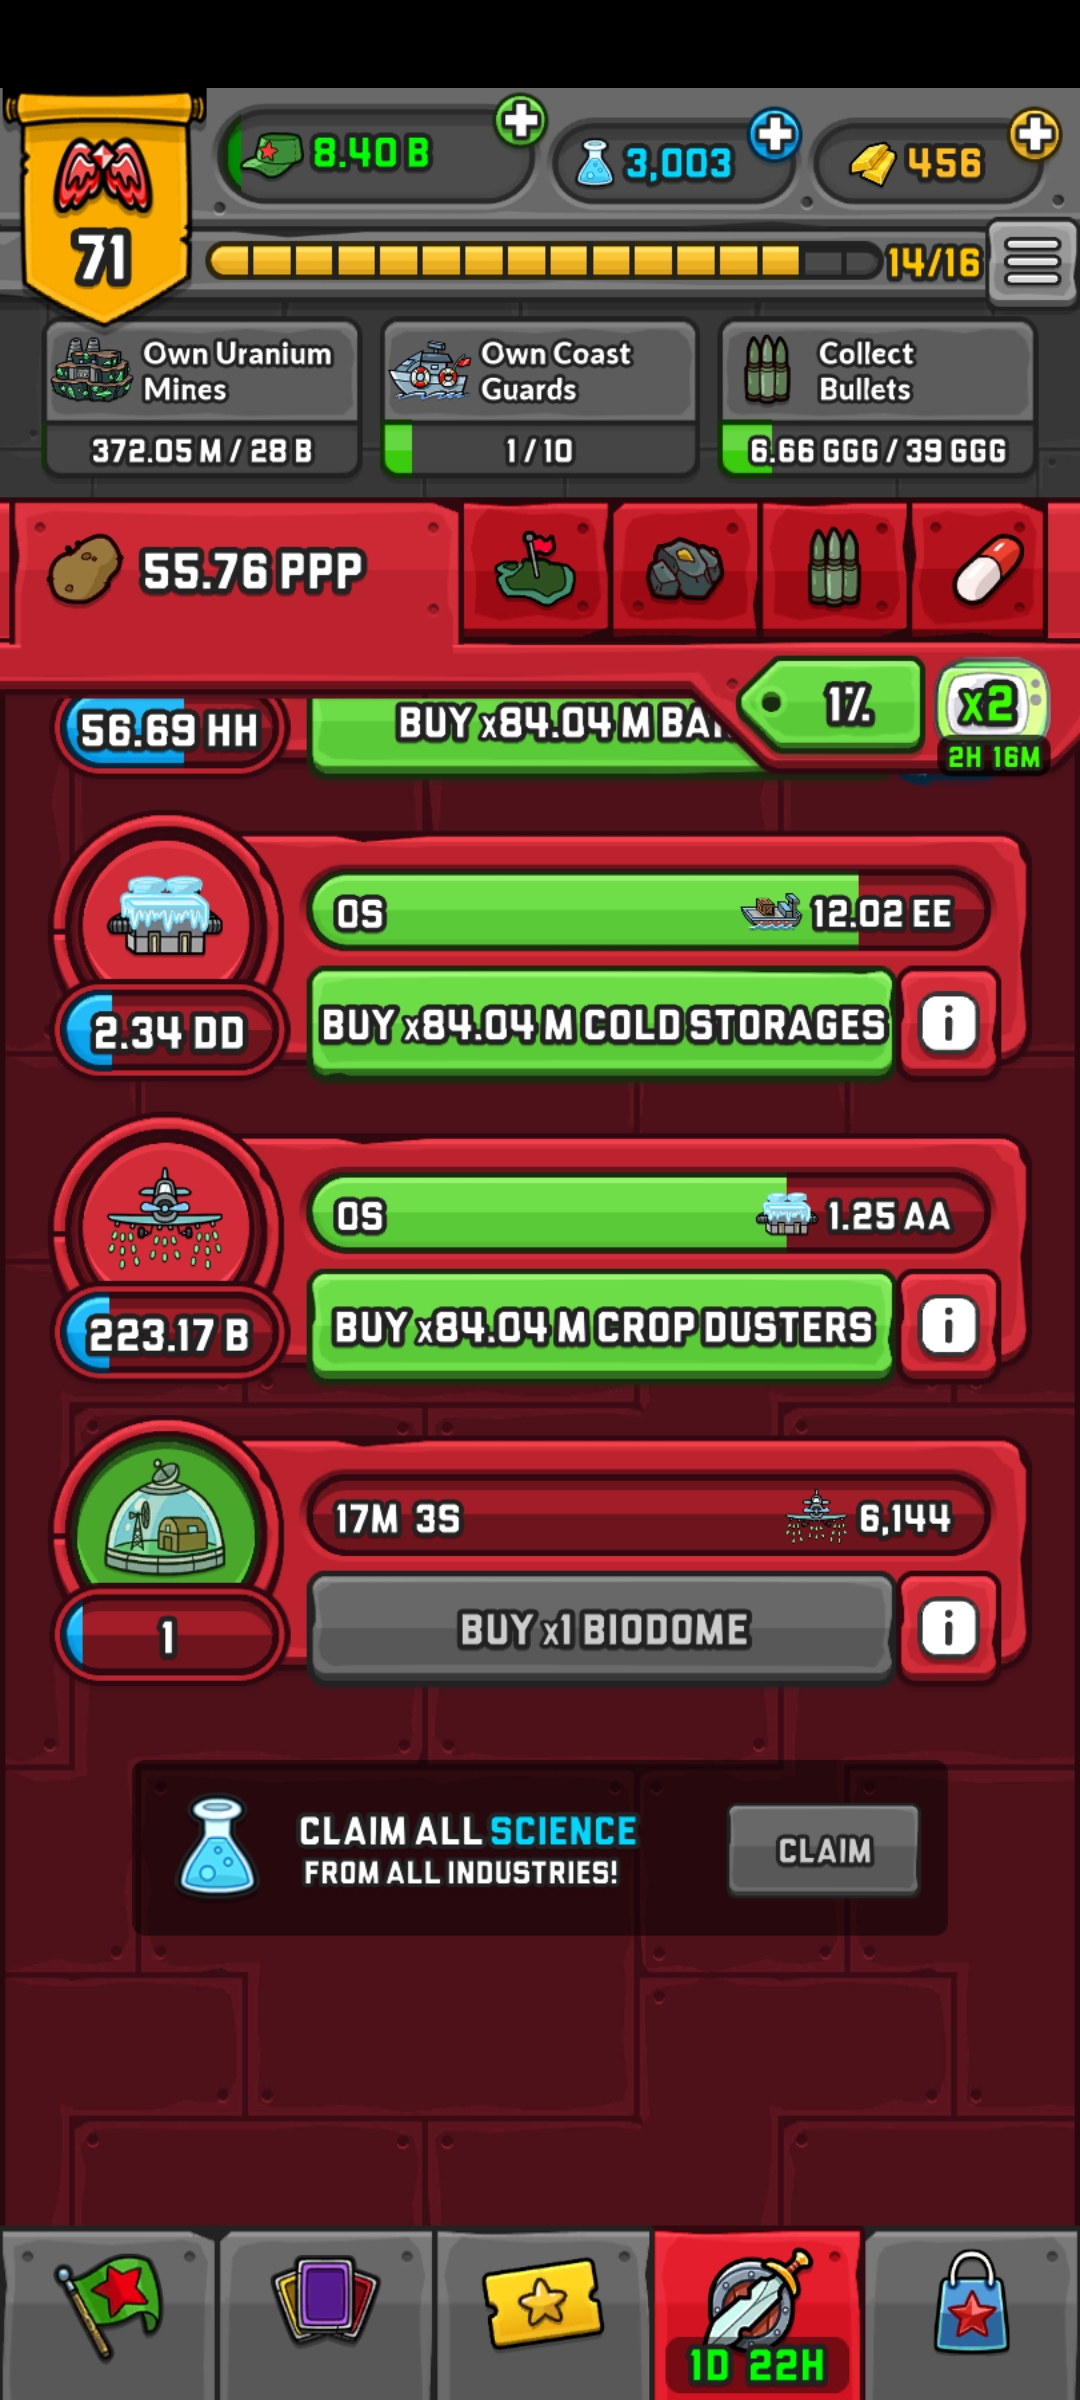 71
8.40 B
3,003
456
14/16
Own Uranium
Mines
372.05 M / 28 B
Own Coast
Guards
1 / 10
Collect
Bullets
6.66 GGG / 39 GGG
55.76 PPP
1%
x2
2H 16M
56.69 HH
BUY x84.04 M
0S
12.02 EE
2.34 DD
BUY x84.04 M COLD STORAGES
i
0S
1.25 AA
223.17 B
BUY x84.04 M CROP DUSTERS
i
17M 3S
6,144
1
BUY x1 BIODOME
i
CLAIM ALL SCIENCE
FROM ALL INDUSTRIES!
CLAIM
1D 22H